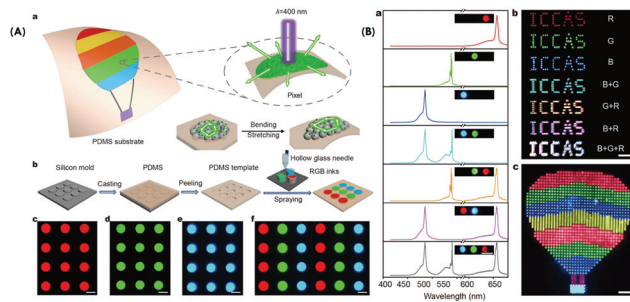 (A)
a
λ=400 nm
Pixel
PDMS substrate
Bending
Stretching
Hollow glass needle
b
Silicon mold
PDMS
PDMS template
RGB inks
Casting
Peeling
Spraying
c
d
e
f
(B)
a
400
450
500
550
600
650
Wavelength (nm)
b
ICCAS R
ICCAS G
ICCAS B
ICCAS B+G
ICCAS G+R
ICCAS B+R
ICCAS B+G+R
c